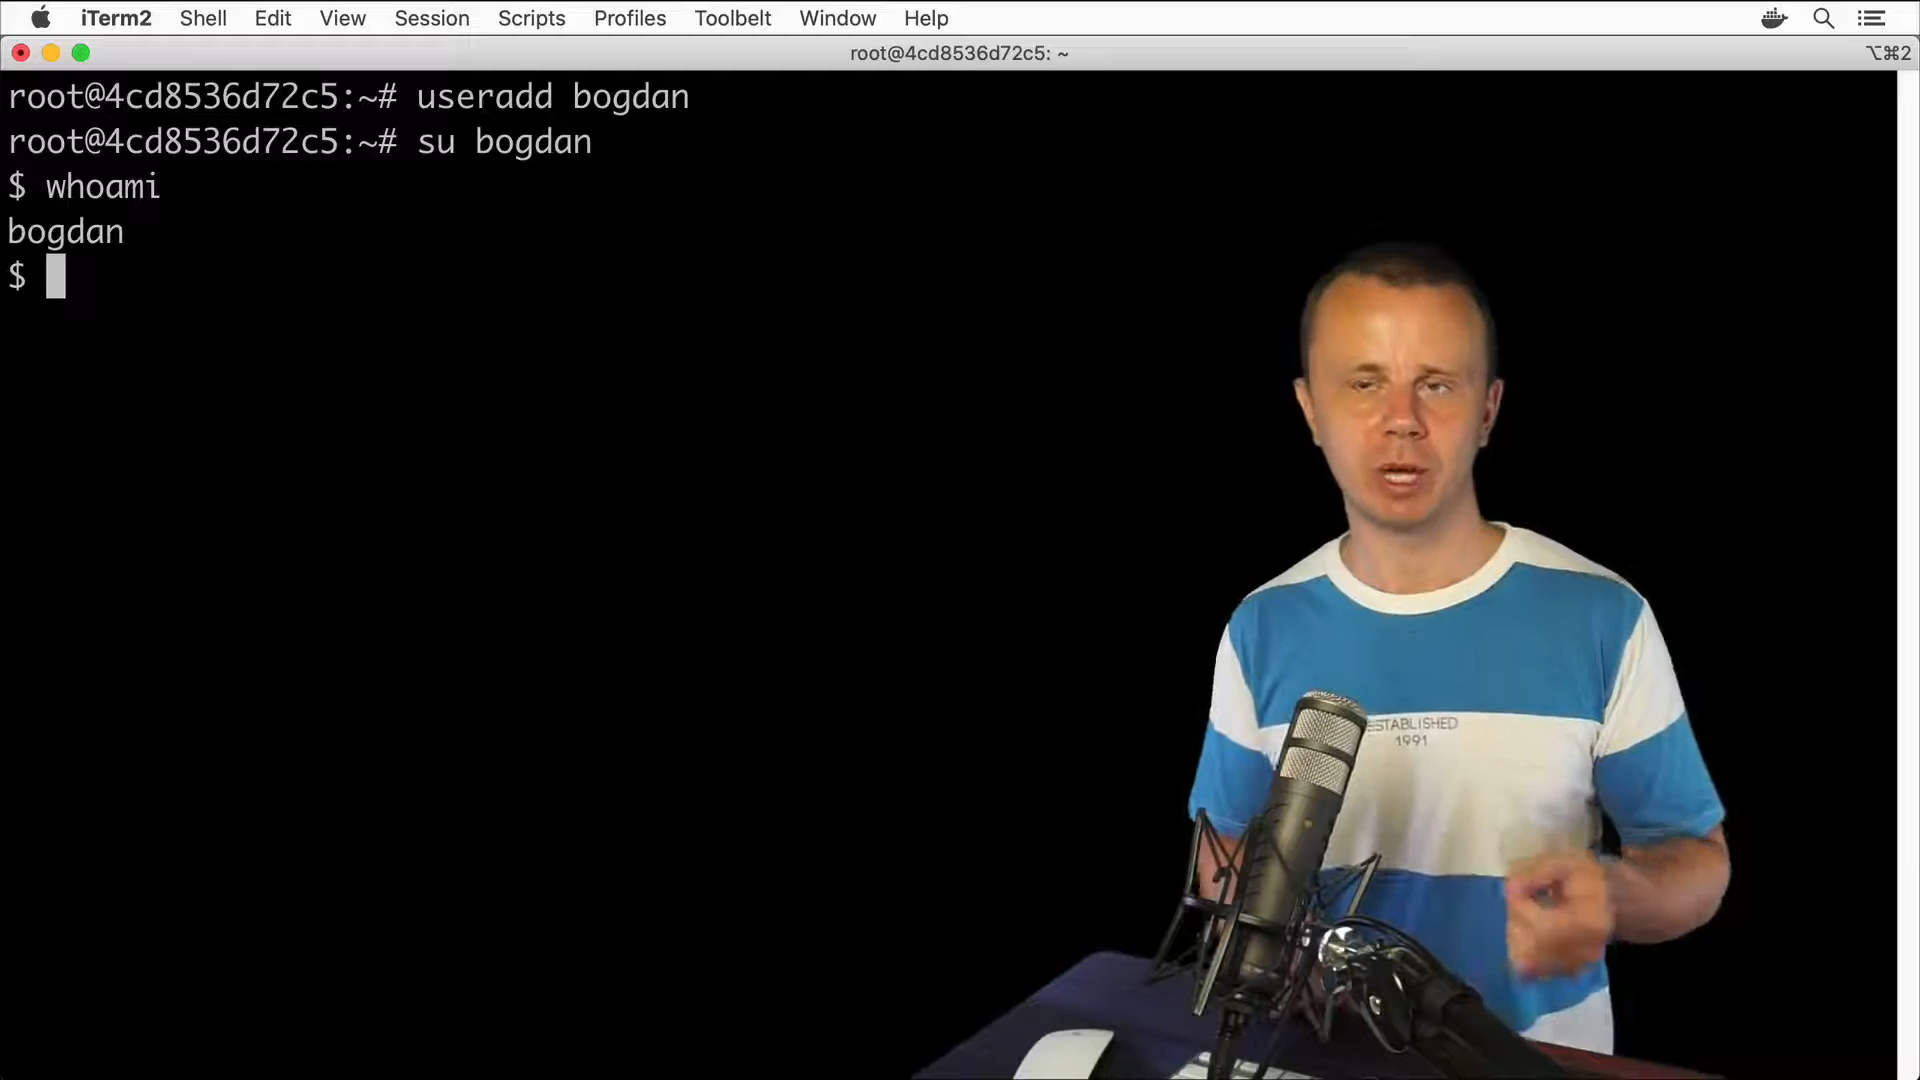 iTerm2 Shell Edit View Session Scripts Profiles Toolbelt Window Help
root@4cd8536d72c5: ~ ⌥⌘2
root@4cd8536d72c5:~# useradd bogdan
root@4cd8536d72c5:~# su bogdan
$ whoami
bogdan
$
ESTABLISHED
1991